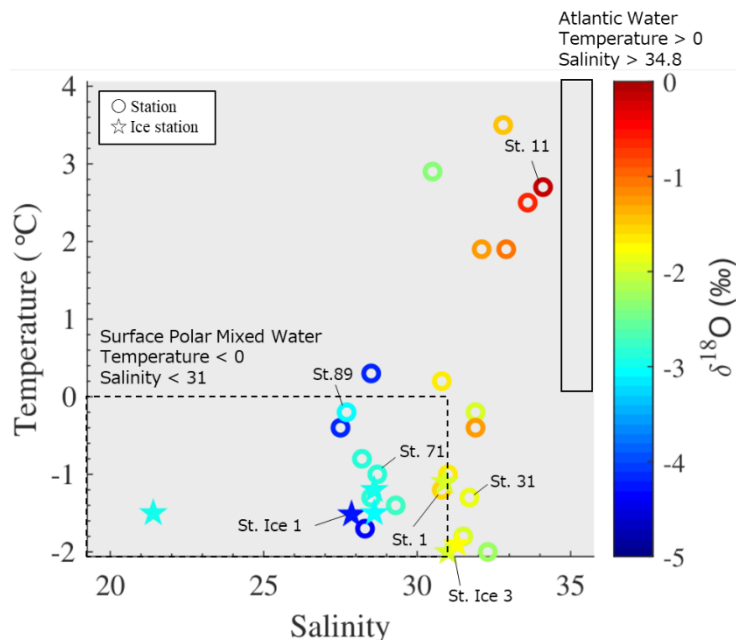 Atlantic Water
Temperature > 0
Salinity > 34.8
Station
Ice station
St. 11
Surface Polar Mixed Water
Temperature < 0
Salinity < 31
St.89
St. 71
St. 31
St. Ice 1
St. 1
St. Ice 3
4
3
2
1
0
-1
-2
Temperature (°C)
20
25
30
35
Salinity
0
-1
-2
-3
-4
-5
δ18O (‰)